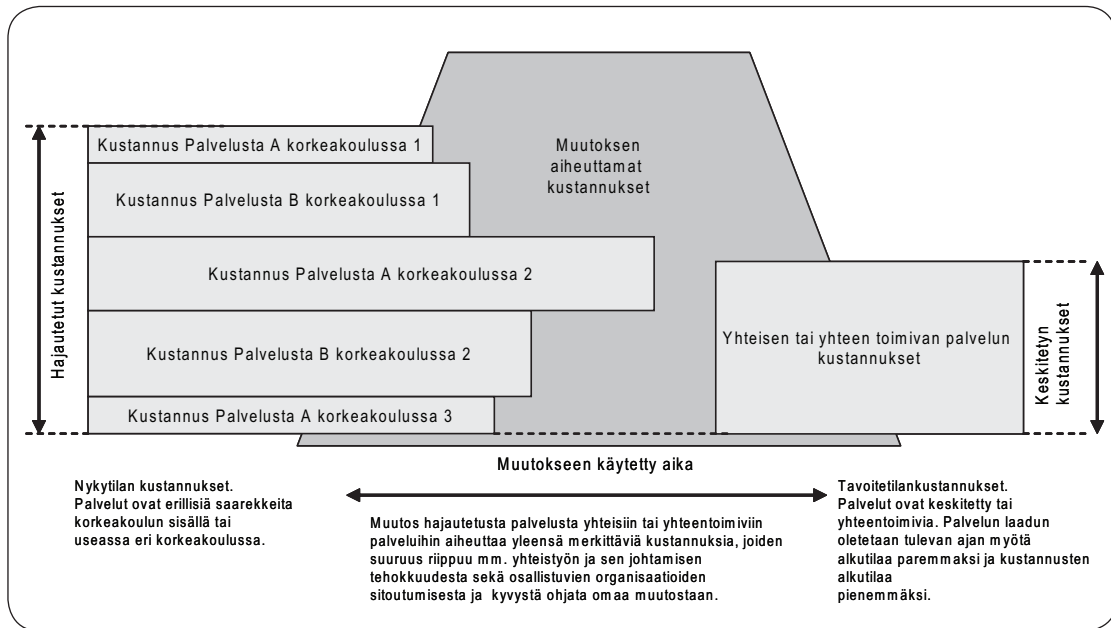 Hajautetut kustannukset
Kustannus Palvelusta A korkeakoulussa 1
Kustannus Palvelusta B korkeakoulussa 1
Kustannus Palvelusta A korkeakoulussa 2
Kustannus Palvelusta B korkeakoulussa 2
Kustannus Palvelusta A korkeakoulussa 3
Muutoksen
aiheuttamat
kustannukset
Yhteisen tai yhteen toimivan palvelun
kustannukset
Keskitetyn
kustannukset
Muutokseen käytetty aika
Nykytilan kustannukset.
Palvelut ovat erillisiä saarekkeita
korkeakoulun sisällä tai
useassa eri korkeakoulussa.
Muutos hajautetusta palvelusta yhteisiin tai yhteentoimiviin
palveluihin aiheuttaa yleensä merkittäviä kustannuksia, joiden
suuruus riippuu mm. yhteistyön ja sen johtamisen
tehokkuudesta sekä osallistuvien organisaatioiden
sitoutumisesta ja kyvystä ohjata omaa muutostaan.
Tavoitetilankustannukset.
Palvelut ovat keskitetty tai
yhteentoimivia. Palvelun laadun
oletetaan tulevan ajan myötä
alkutilaa paremmaksi ja kustannusten
alkutilaa
pienemmäksi.